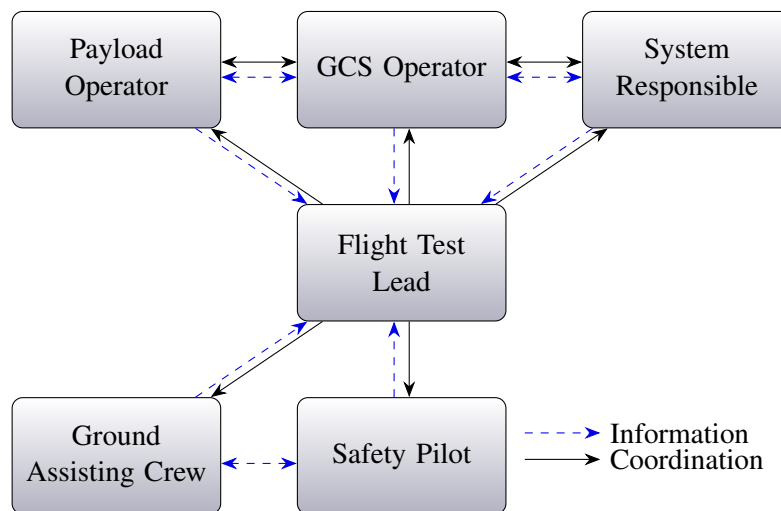 Payload
Operator
GCS Operator
System
Responsible
Flight Test
Lead
Ground
Assisting Crew
Safety Pilot
Information
Coordination